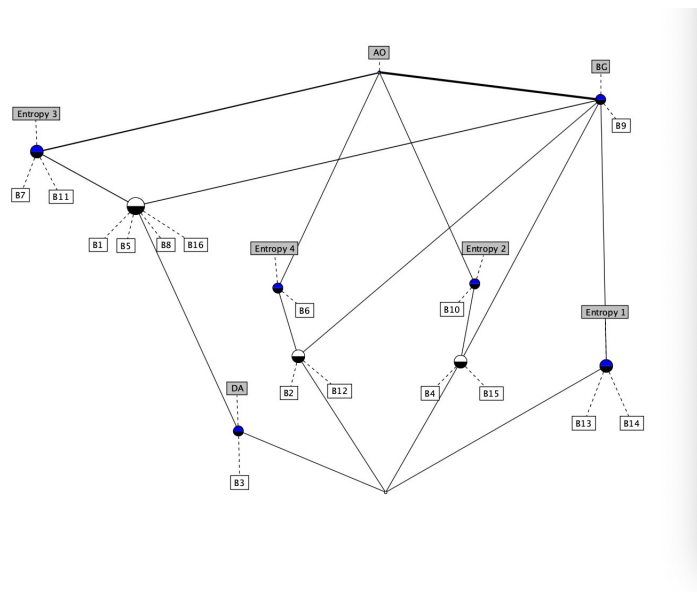 AO
BG
B9
Entropy 3
B7
B11
B1
B5
B8
B16
Entropy 4
Entropy 2
B6
B10
Entropy 1
B2
B12
B4
B15
DA
B13
B14
B3